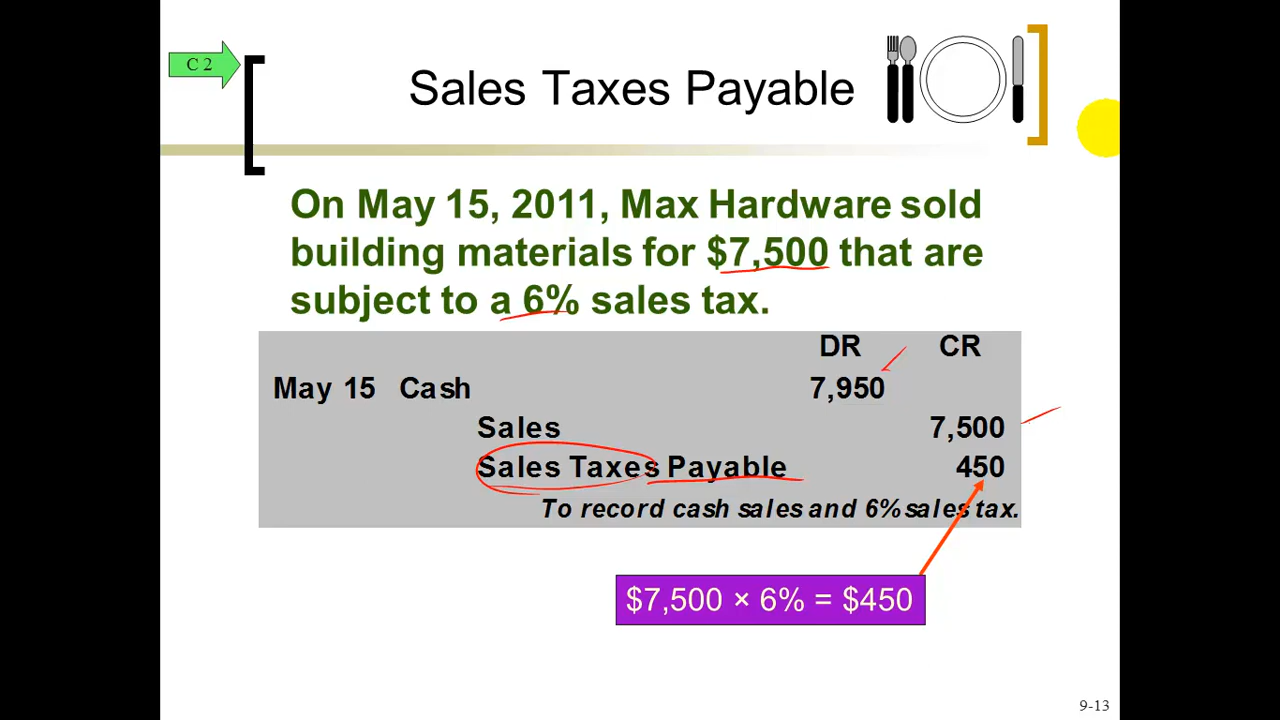 C 2
Sales Taxes Payable
On May 15, 2011, Max Hardware sold
building materials for $7,500 that are
subject to a 6% sales tax.
DR CR
May 15 Cash 7,950
Sales 7,500
Sales Taxes Payable 450
To record cash sales and 6% sales tax.
$7,500 × 6% = $450
9-13